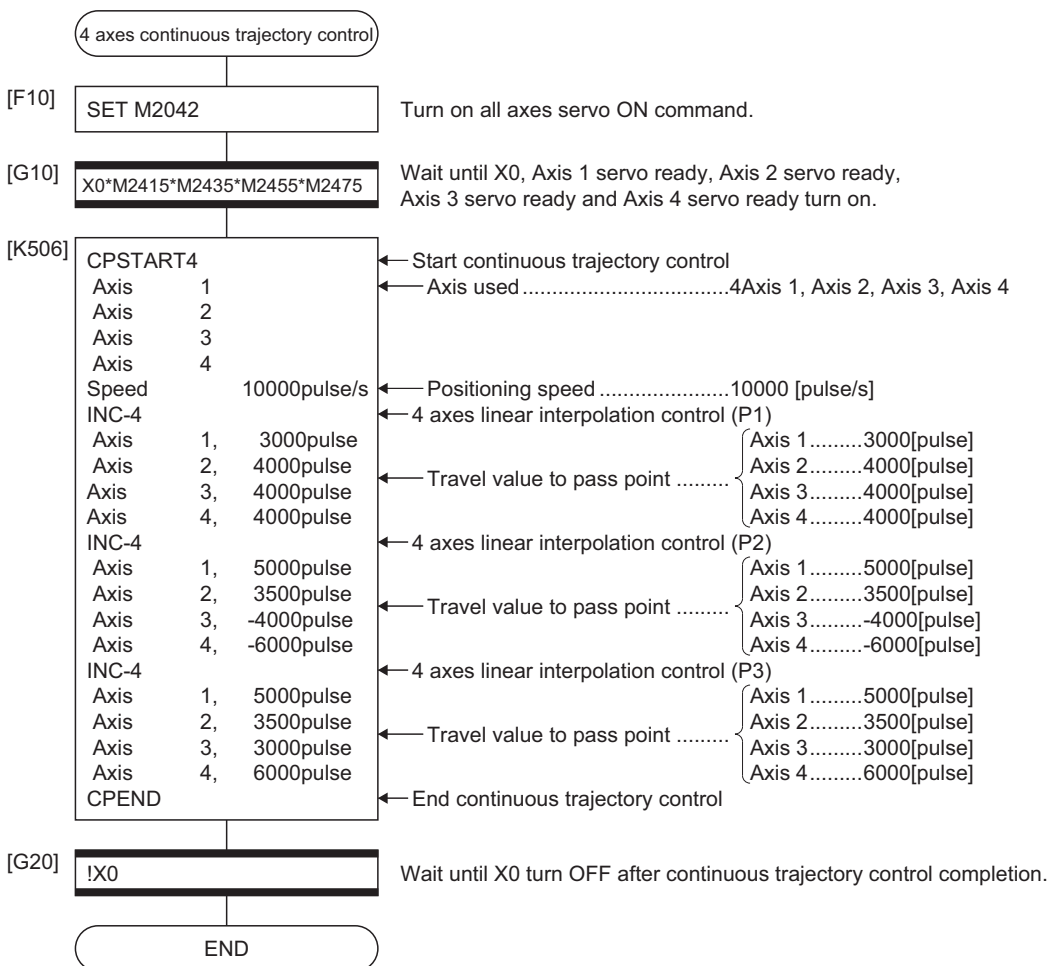 4 axes continuous trajectory control
[F10] SET M2042 Turn on all axes servo ON command.
[G10] X0*M2415*M2435*M2455*M2475 Wait until X0, Axis 1 servo ready, Axis 2 servo ready,
Axis 3 servo ready and Axis 4 servo ready turn on.
[K506]
CPSTART4 Start continuous trajectory control
Axis 1 Axis used...................................4Axis 1, Axis 2, Axis 3, Axis 4
Axis 2
Axis 3
Axis 4
Speed 10000pulse/s Positioning speed ......................10000 [pulse/s]
INC-4 4 axes linear interpolation control (P1)
Axis 1, 3000pulse Axis 1.........3000[pulse]
Axis 2, 4000pulse Travel value to pass point ......... Axis 2.........4000[pulse]
Axis 3, 4000pulse Axis 3.........4000[pulse]
Axis 4, 4000pulse Axis 4.........4000[pulse]
INC-4 4 axes linear interpolation control (P2)
Axis 1, 5000pulse Axis 1.........5000[pulse]
Axis 2, 3500pulse Travel value to pass point ......... Axis 2.........3500[pulse]
Axis 3, -4000pulse Axis 3.........-4000[pulse]
Axis 4, -6000pulse Axis 4.........-6000[pulse]
INC-4 4 axes linear interpolation control (P3)
Axis 1, 5000pulse Axis 1.........5000[pulse]
Axis 2, 3500pulse Travel value to pass point ......... Axis 2.........3500[pulse]
Axis 3, 3000pulse Axis 3.........3000[pulse]
Axis 4, 6000pulse Axis 4.........6000[pulse]
CPEND End continuous trajectory control
[G20] !X0 Wait until X0 turn OFF after continuous trajectory control completion.
END